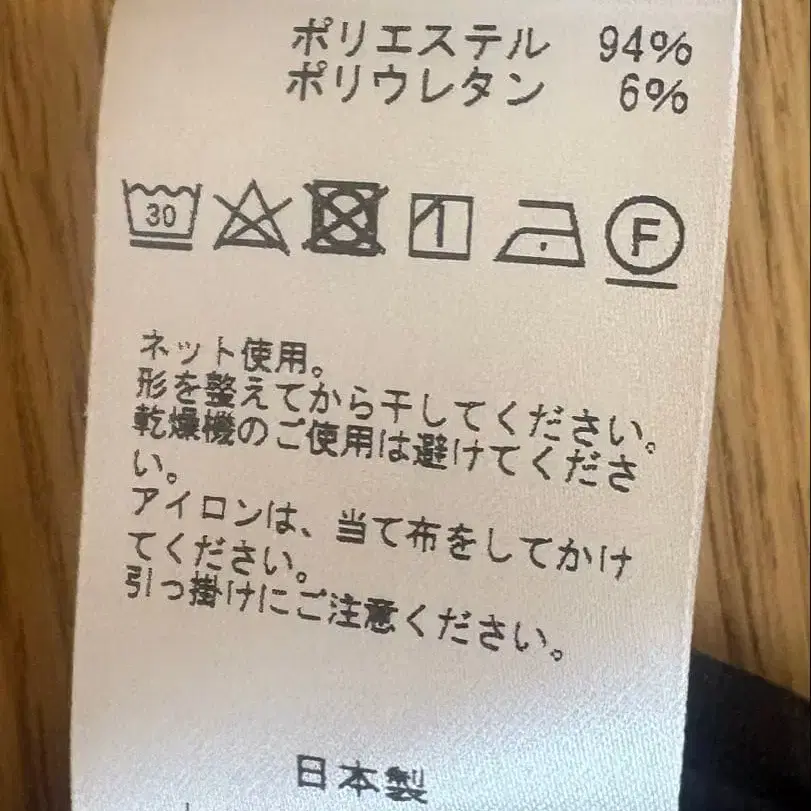 ポリエステル 94%
ポリウレタン 6%
30 F
ネット使用。
形を整えてから干してください。
乾燥機のご使用は避けてくださ
い。
アイロンは、当て布をしてかけ
てください。
引っ掛けにご注意ください。
日本製